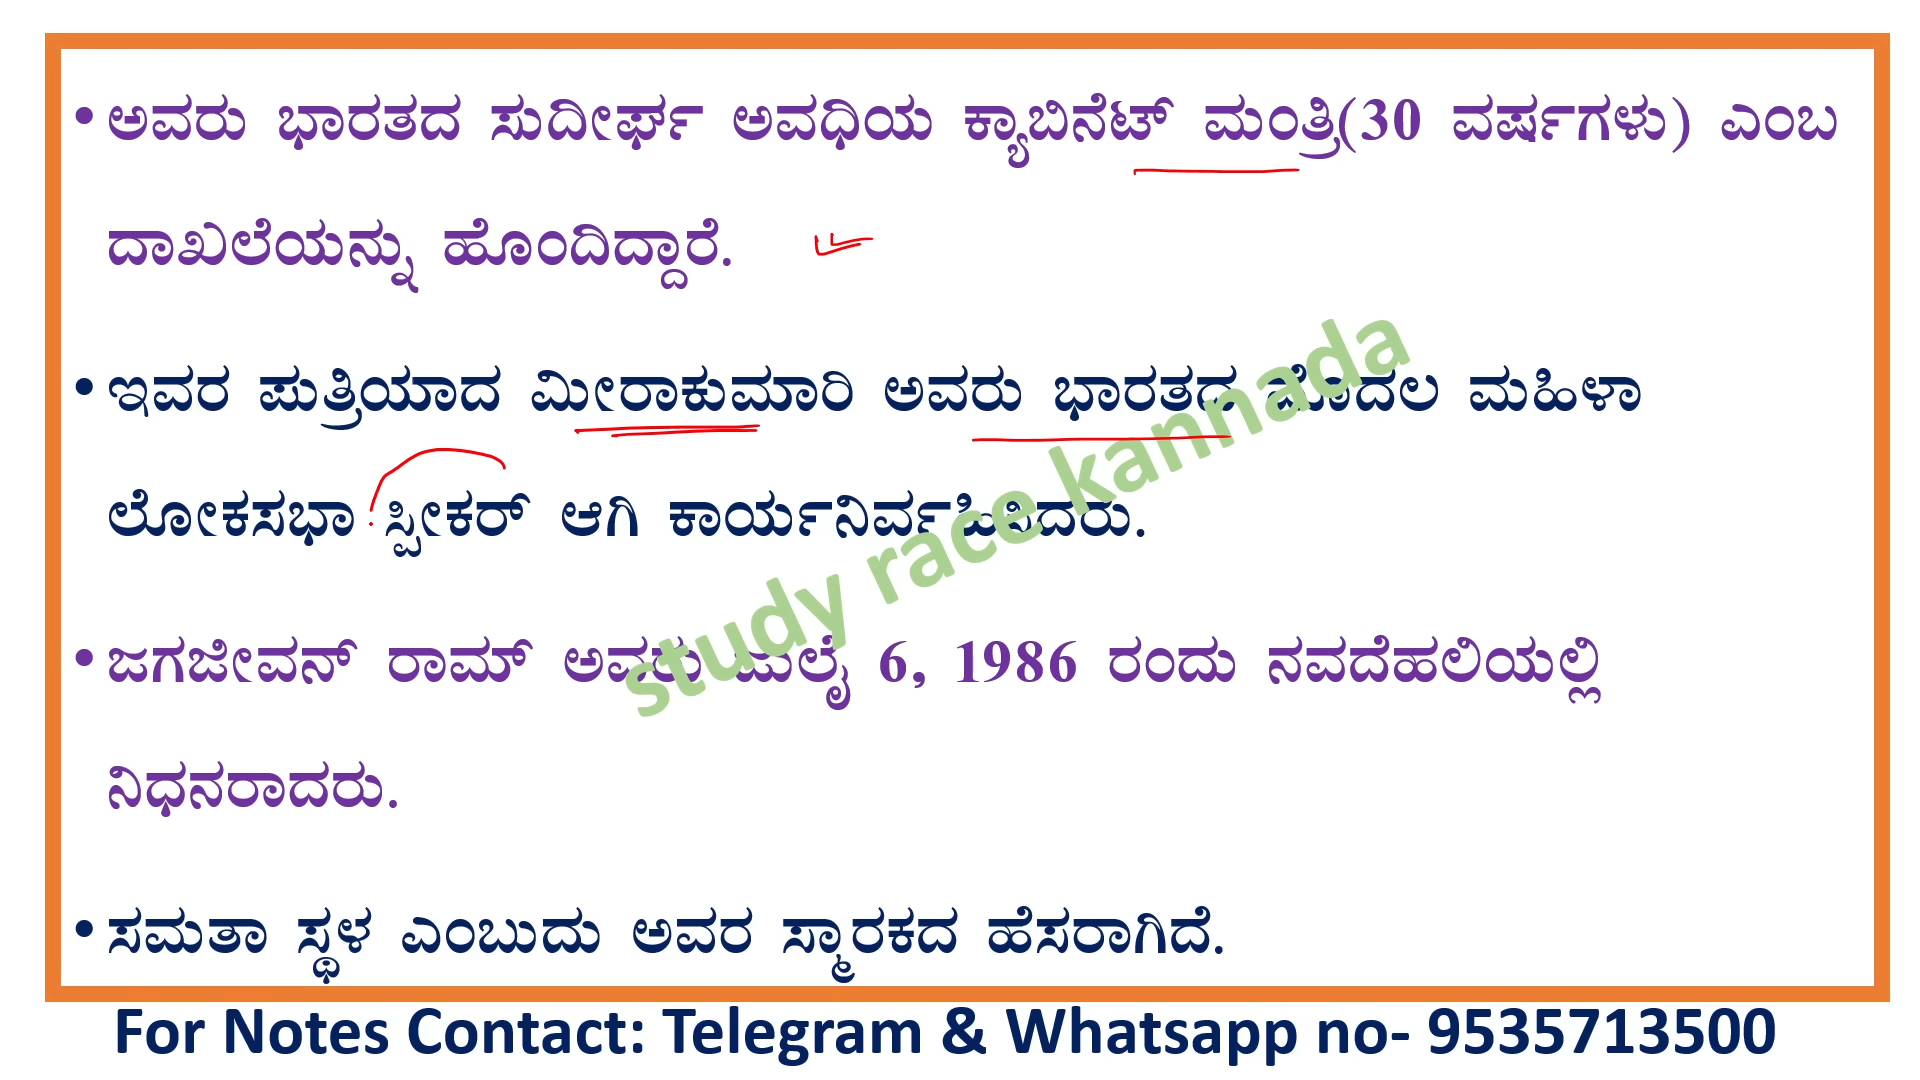 • ಅವರು ಭಾರತದ ಸುದೀರ್ಘ ಅವಧಿಯ ಕ್ಯಾಬಿನೆಟ್ ಮಂತ್ರಿ(30 ವರ್ಷಗಳು) ಎಂಬ
ದಾಖಲೆಯನ್ನು ಹೊಂದಿದ್ದಾರೆ.
• ಇವರ ಪುತ್ರಿಯಾದ ಮೀರಾಕುಮಾರಿ ಅವರು ಭಾರತದ ಮೊದಲ ಮಹಿಳಾ
ಲೋಕಸಭಾ ಸ್ಪೀಕರ್ ಆಗಿ ಕಾರ್ಯನಿರ್ವಹಿಸಿದರು.
• ಜಗಜೀವನ್ ರಾಮ್ ಅವರು ಜುಲೈ 6, 1986 ರಂದು ನವದೆಹಲಿಯಲ್ಲಿ
ನಿಧನರಾದರು.
• ಸಮತಾ ಸ್ಥಳ ಎಂಬುದು ಅವರ ಸ್ಮಾರಕದ ಹೆಸರಾಗಿದೆ.
study race kannada
For Notes Contact: Telegram & Whatsapp no- 9535713500